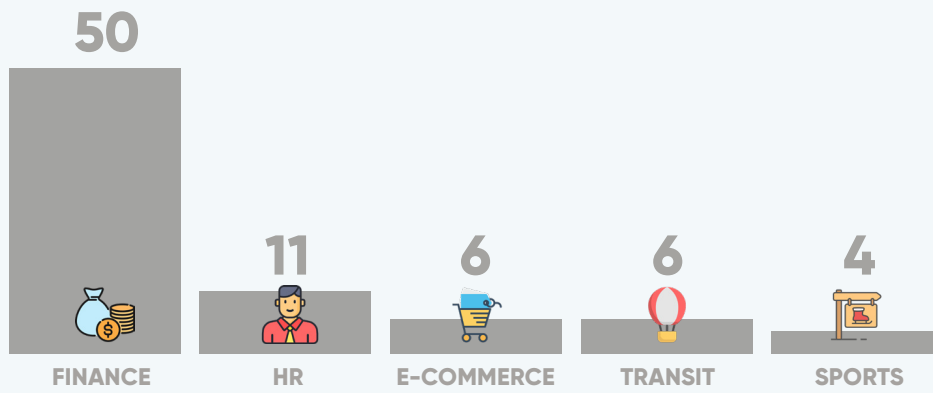 50
11
6
6
4
$
FINANCE
HR
E-COMMERCE
TRANSIT
SPORTS